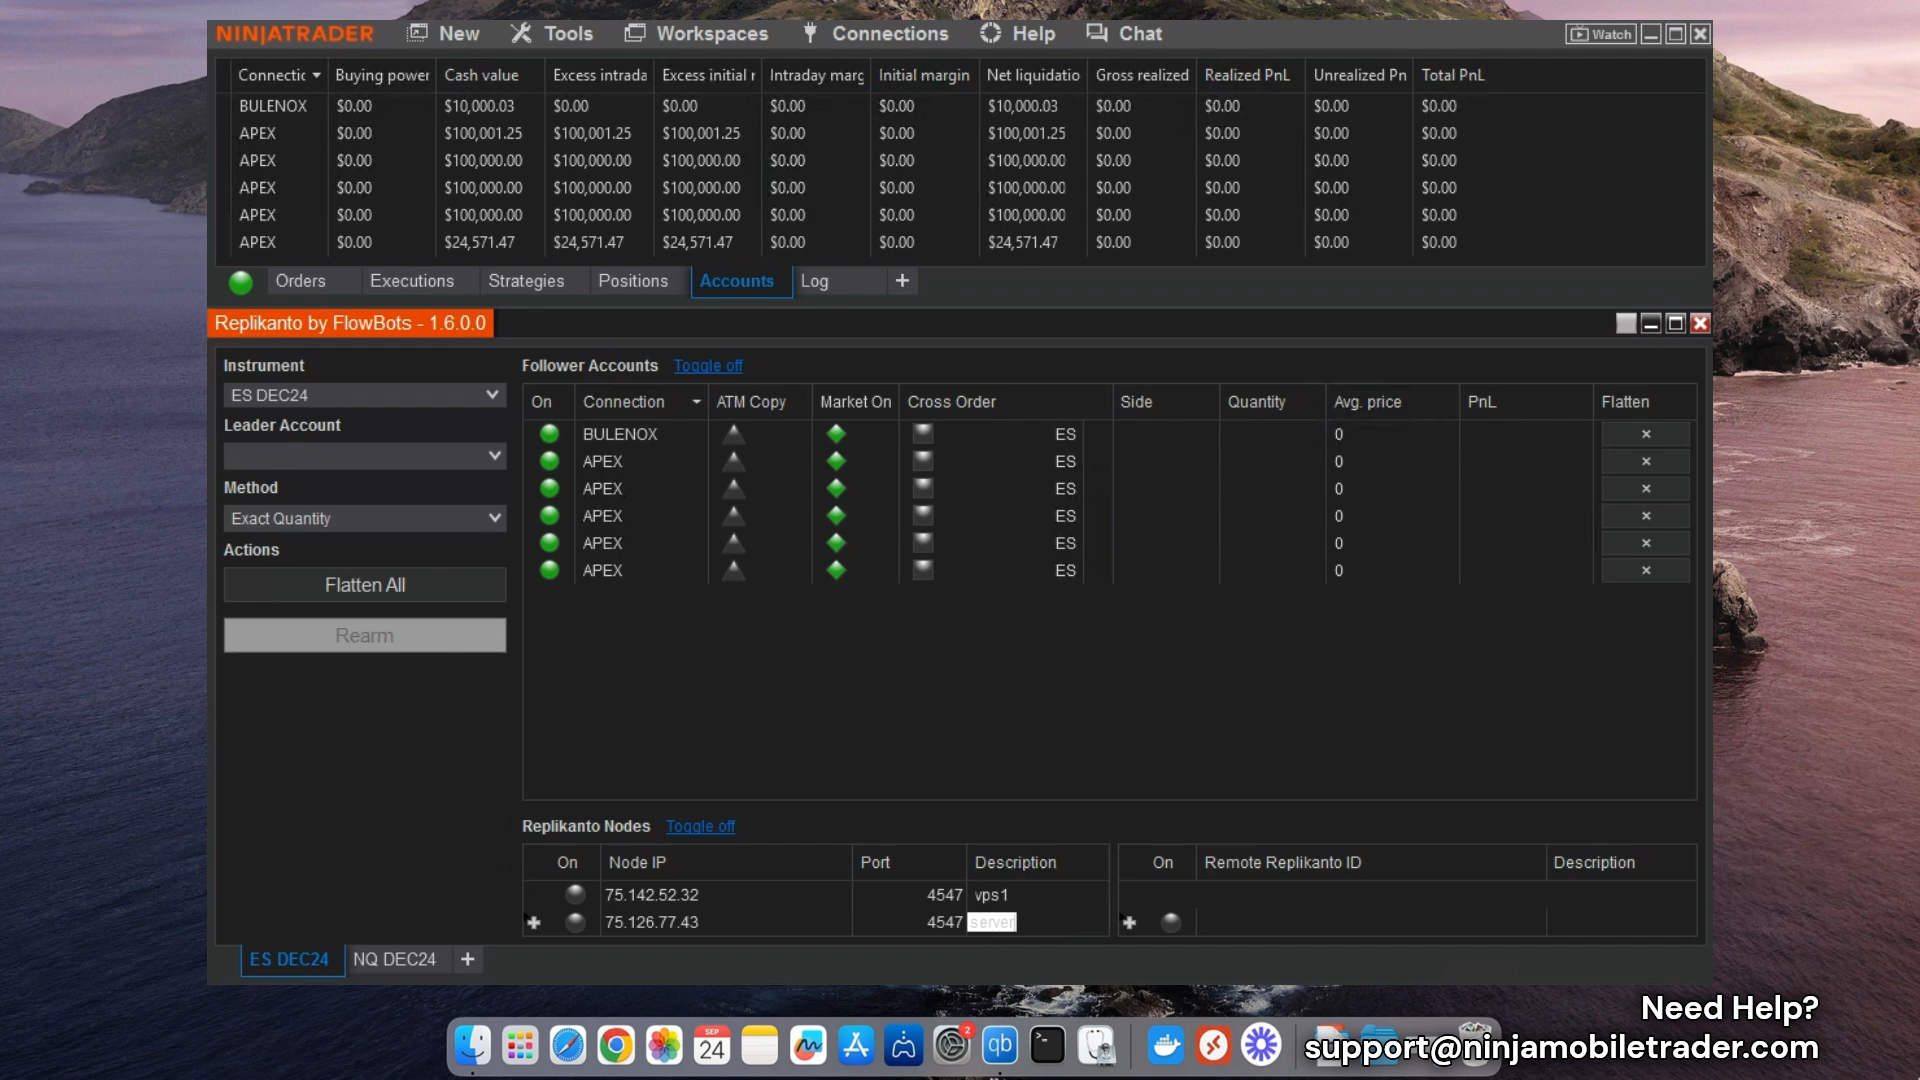 NINJATRADER New Tools Workspaces Connections Help Chat Watch
Connectic Buying power Cash value Excess intrada Excess initial r Intraday marg Initial margin Net liquidatio Gross realized Realized PnL Unrealized Pn Total PnL
BULENOX $0.00 $10,000.03 $0.00 $0.00 $0.00 $0.00 $10,000.03 $0.00 $0.00 $0.00 $0.00
APEX $0.00 $100,001.25 $100,001.25 $100,001.25 $0.00 $0.00 $100,001.25 $0.00 $0.00 $0.00 $0.00
APEX $0.00 $100,000.00 $100,000.00 $100,000.00 $0.00 $0.00 $100,000.00 $0.00 $0.00 $0.00 $0.00
APEX $0.00 $100,000.00 $100,000.00 $100,000.00 $0.00 $0.00 $100,000.00 $0.00 $0.00 $0.00 $0.00
APEX $0.00 $100,000.00 $100,000.00 $100,000.00 $0.00 $0.00 $100,000.00 $0.00 $0.00 $0.00 $0.00
APEX $0.00 $24,571.47 $24,571.47 $24,571.47 $0.00 $0.00 $24,571.47 $0.00 $0.00 $0.00 $0.00
Orders Executions Strategies Positions Accounts Log +
Replikanto by FlowBots - 1.6.0.0
Instrument
ES DEC24
Leader Account
Method
Exact Quantity
Actions
Flatten All
Rearm
Follower Accounts Toggle off
On Connection ATM Copy Market On Cross Order Side Quantity Avg. price PnL Flatten
BULENOX ES 0 ×
APEX ES 0 ×
APEX ES 0 ×
APEX ES 0 ×
APEX ES 0 ×
APEX ES 0 ×
Replikanto Nodes Toggle off
On Node IP Port Description On Remote Replikanto ID Description
75.142.52.32 4547 vps1
75.126.77.43 4547 server
ES DEC24 NQ DEC24 +
Need Help?
support@ninjamobiletrader.com
SEP
24
2
qb